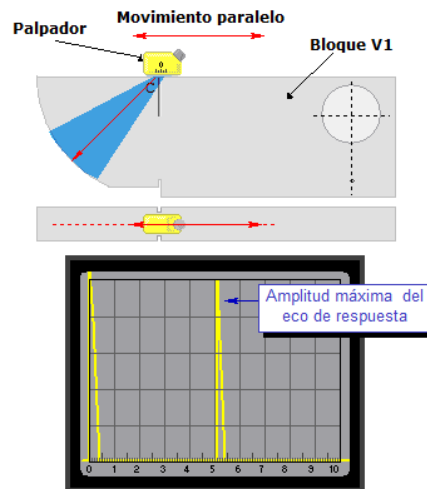 Movimiento paralelo
Palpador
Bloque V1
0
C
Amplitud máxima del
eco de respuesta
0 1 2 3 4 5 6 7 8 9 10